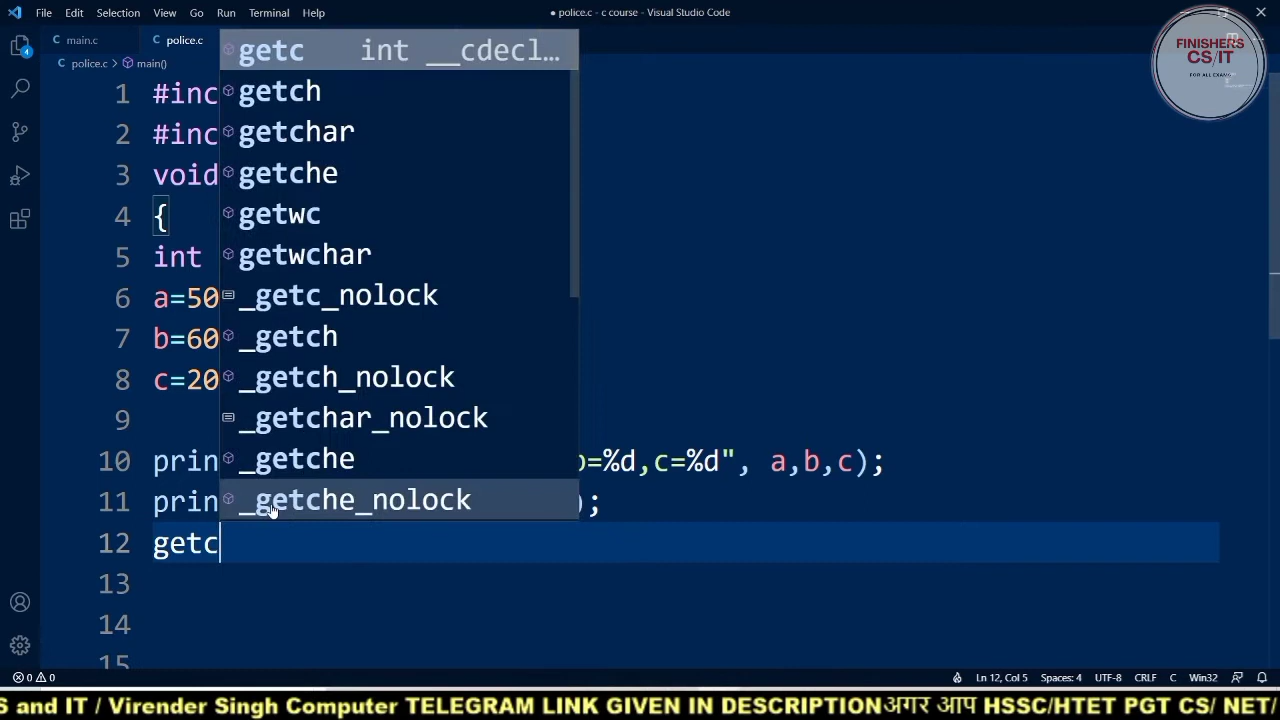 File Edit Selection View Go Run Terminal Help
● police.c - c course - Visual Studio Code
main.c
police.c
police.c > main()
FINISHERS
CS/IT
FOR ALL EXAMS
4
getc int __cdecl…
getch
getchar
getche
getwc
getwchar
_getc_nolock
_getch
_getch_nolock
_getchar_nolock
_getche
_getche_nolock
1 #inc
2 #inc
3 void
4 {
5 int
6 a=50
7 b=60
8 c=20
9
10 prin =%d,c=%d", a,b,c);
11 prin );
12 getc
13
14
15
0 0
Ln 12, Col 5 Spaces: 4 UTF-8 CRLF C Win32
S and IT / Virender Singh Computer TELEGRAM LINK GIVEN IN DESCRIPTIONअगर आप HSSC/HTET PGT CS/ NET/